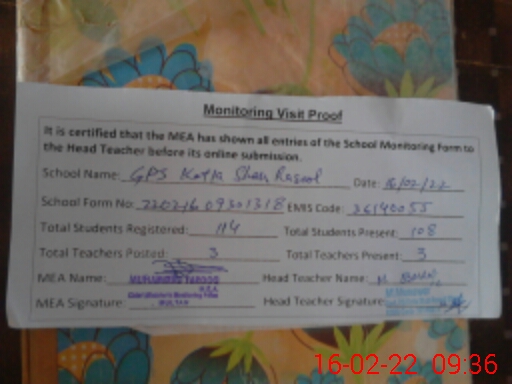 Monitoring Visit Proof
It is certified that the MEA has shown all entries of the School Monitoring Form to
the Head Teacher before its online submission.
School Name: GPS Kotla Shah Rasool Date: 16/02/22
School Form No: 22021609301318 EMIS Code: 36140055
Total Students Registered: 114 Total Students Present: 108
Total Teachers Posted: 3 Total Teachers Present: 3
MEA Name: MUHAMMAD FAROOQ Head Teacher Name: M
M.E.A
MEA Signature: Head Teacher Signature:
16-02-22 09:36